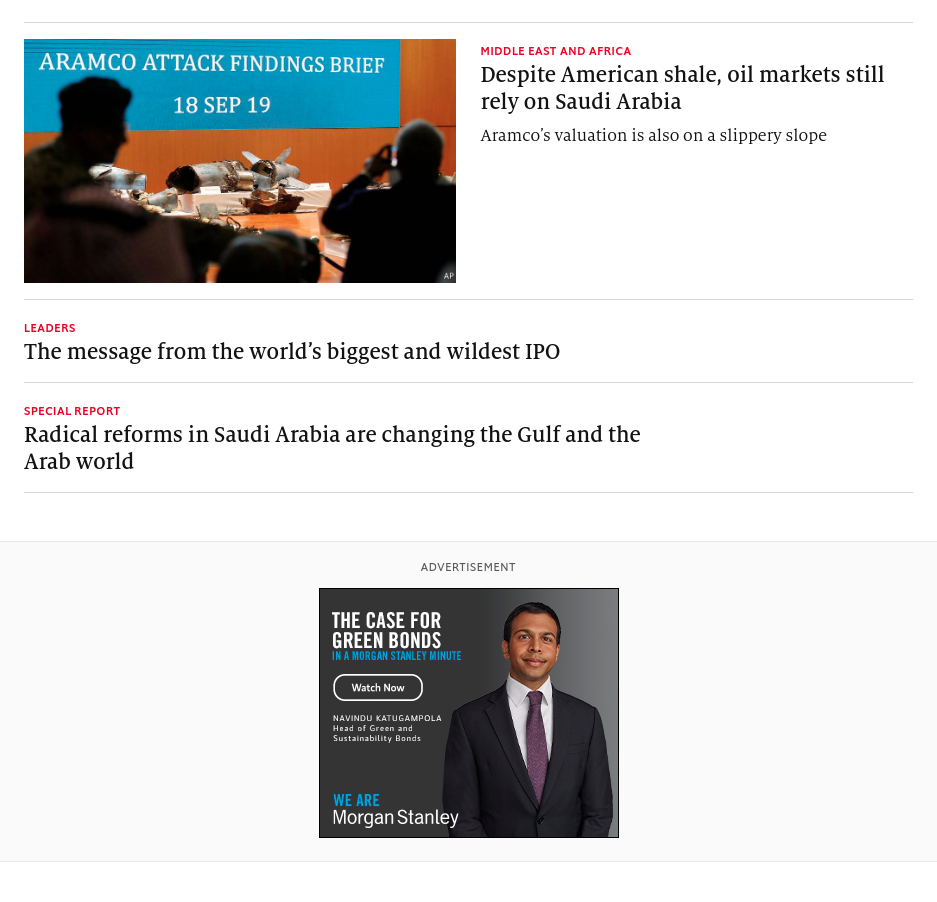 ARAMCO ATTACK FINDINGS BRIEF
18 SEP 19
AP
MIDDLE EAST AND AFRICA
Despite American shale, oil markets still
rely on Saudi Arabia
Aramco’s valuation is also on a slippery slope
LEADERS
The message from the world’s biggest and wildest IPO
SPECIAL REPORT
Radical reforms in Saudi Arabia are changing the Gulf and the
Arab world
ADVERTISEMENT
THE CASE FOR
GREEN BONDS
IN A MORGAN STANLEY MINUTE
Watch Now
NAVINDU KATUGAMPOLA
Head of Green and
Sustainability Bonds
WE ARE
Morgan Stanley